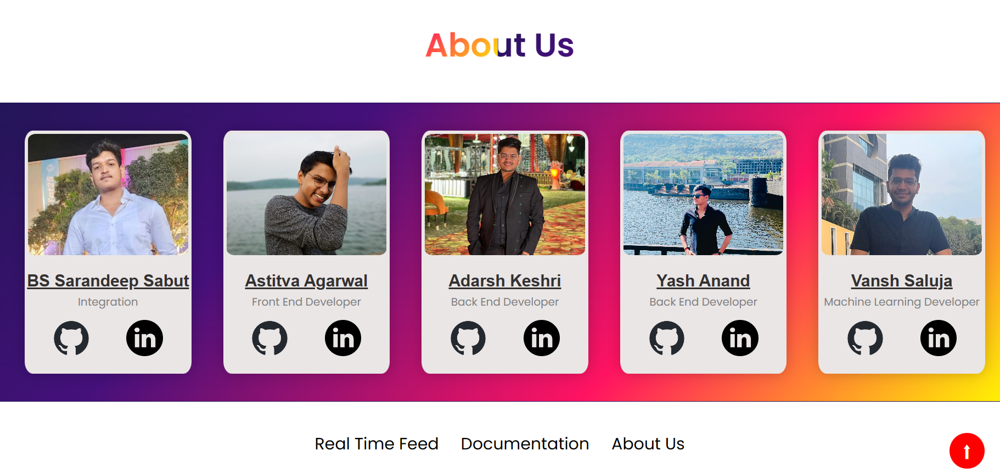 About Us
BS Sarandeep Sabut
Integration
in
Astitva Agarwal
Front End Developer
in
Adarsh Keshri
Back End Developer
in
Yash Anand
Back End Developer
in
Vansh Saluja
Machine Learning Developer
in
Real Time Feed Documentation About Us